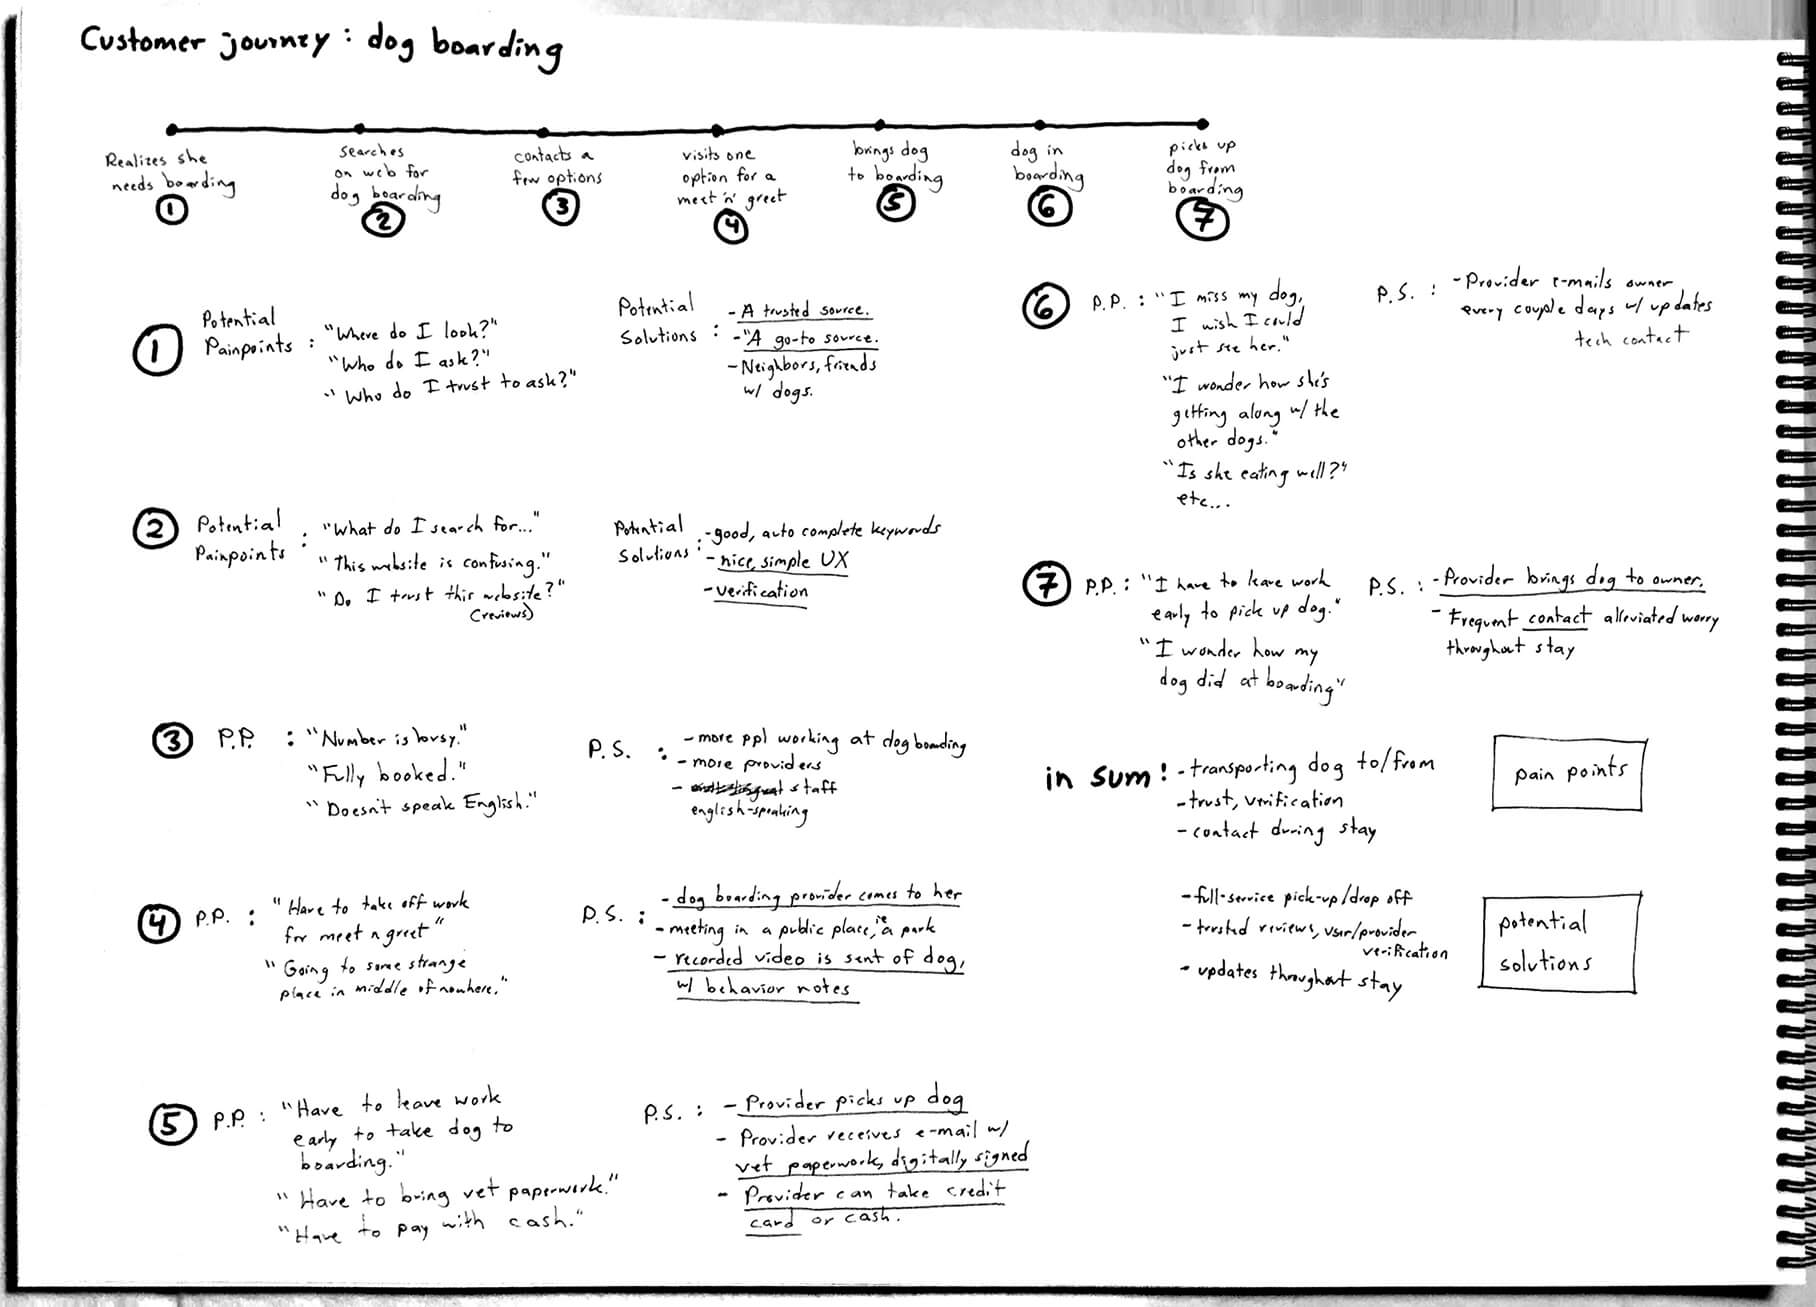 Customer journey : dog boarding
Realizes she
needs boarding
①
searches
on web for
dog boarding
②
contacts a
few options
③
visits one
option for a
meet 'n' greet
④
brings dog
to boarding
⑤
dog in
boarding
⑥
picks up
dog from
boarding
⑦
① Potential
Painpoints : "Where do I look?"
"Who do I ask?"
"Who do I trust to ask?"
Potential
Solutions : - A trusted source.
- "A go-to source.
- Neighbors, friends
w/ dogs.
② Potential
Painpoints : "What do I search for..."
"This website is confusing."
"Do I trust this website?"
(reviews)
Potential
Solutions : - good, auto complete keywords
- nice, simple UX
- verification
③ P.P. : "Number is busy."
"Fully booked."
"Doesn't speak English."
P.S. : - more ppl working at dog boarding
- more providers
- staff
english-speaking
④ P.P. : "Have to take off work
for meet n greet"
"Going to some strange
place in middle of nowhere."
P.S. : - dog boarding provider comes to her
- meeting in a public place, ie a park
- recorded video is sent of dog,
w/ behavior notes
⑤ P.P. : "Have to leave work
early to take dog to
boarding."
"Have to bring vet paperwork."
"Have to pay with cash."
P.S. : - Provider picks up dog
- Provider receives e-mail w/
vet paperwork, digitally signed
- Provider can take credit
card or cash.
⑥ P.P. : "I miss my dog,
I wish I could
just see her."
"I wonder how she's
getting along w/ the
other dogs."
"Is she eating well?"
etc...
P.S. : - Provider e-mails owner
every couple days w/ updates
tech contact
⑦ P.P. : "I have to leave work
early to pick up dog."
"I wonder how my
dog did at boarding"
P.S. : - Provider brings dog to owner.
- Frequent contact alleviated worry
throughout stay
in sum! - transporting dog to/from
- trust, verification
- contact during stay
pain points
- full-service pick-up/drop off
- trusted reviews, user/provider
verification
- updates throughout stay
potential
solutions